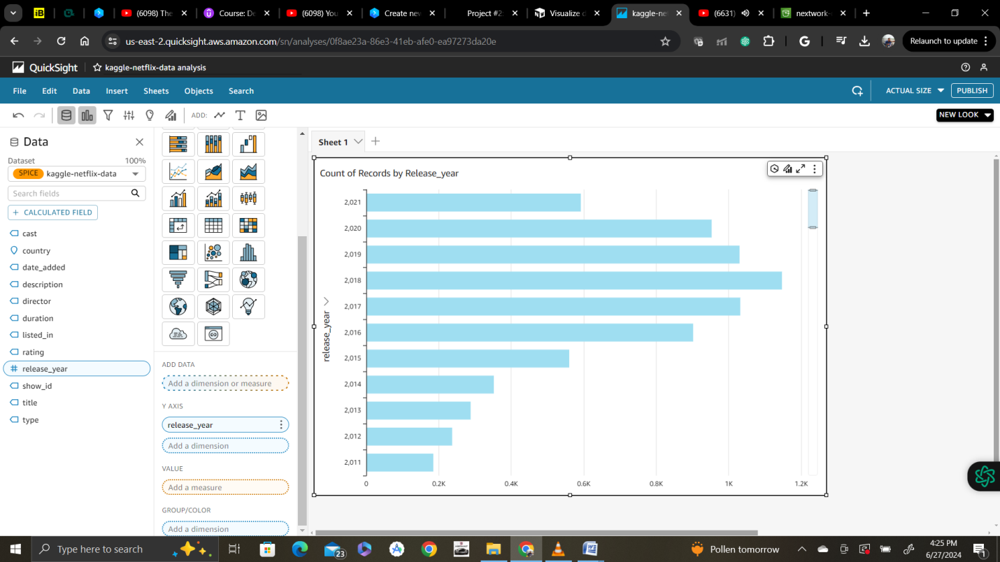 (6098) The
Course: De
(6098) You
Create new
Project #2:
Visualize d
kaggle-net
(6631)
nextwork-
us-east-2.quicksight.aws.amazon.com/sn/analyses/0f8ae23a-86e3-41eb-afe0-ea97273da20e
Relaunch to update
QuickSight
kaggle-netflix-data analysis
File
Edit
Data
Insert
Sheets
Objects
Search
ACTUAL SIZE
PUBLISH
ADD:
NEW LOOK
Data
Dataset
100%
SPICE kaggle-netflix-data
Search fields
+ CALCULATED FIELD
cast
country
date_added
description
director
duration
listed_in
rating
release_year
show_id
title
type
ADD DATA
Add a dimension or measure
Y AXIS
release_year
Add a dimension
VALUE
Add a measure
GROUP/COLOR
Add a dimension
Sheet 1
Count of Records by Release_year
release_year
2,021
2,020
2,019
2,018
2,017
2,016
2,015
2,014
2,013
2,012
2,011
0
0.2K
0.4K
0.6K
0.8K
1K
1.2K
Type here to search
23
Pollen tomorrow
4:25 PM
6/27/2024
1